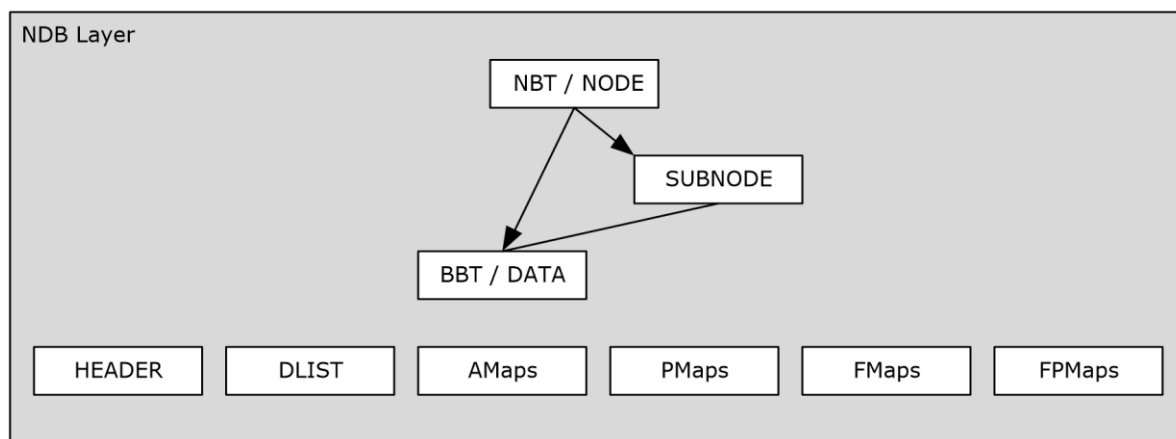 NDB Layer
NBT / NODE
SUBNODE
BBT / DATA
HEADER
DLIST
AMaps
PMaps
FMaps
FPMaps